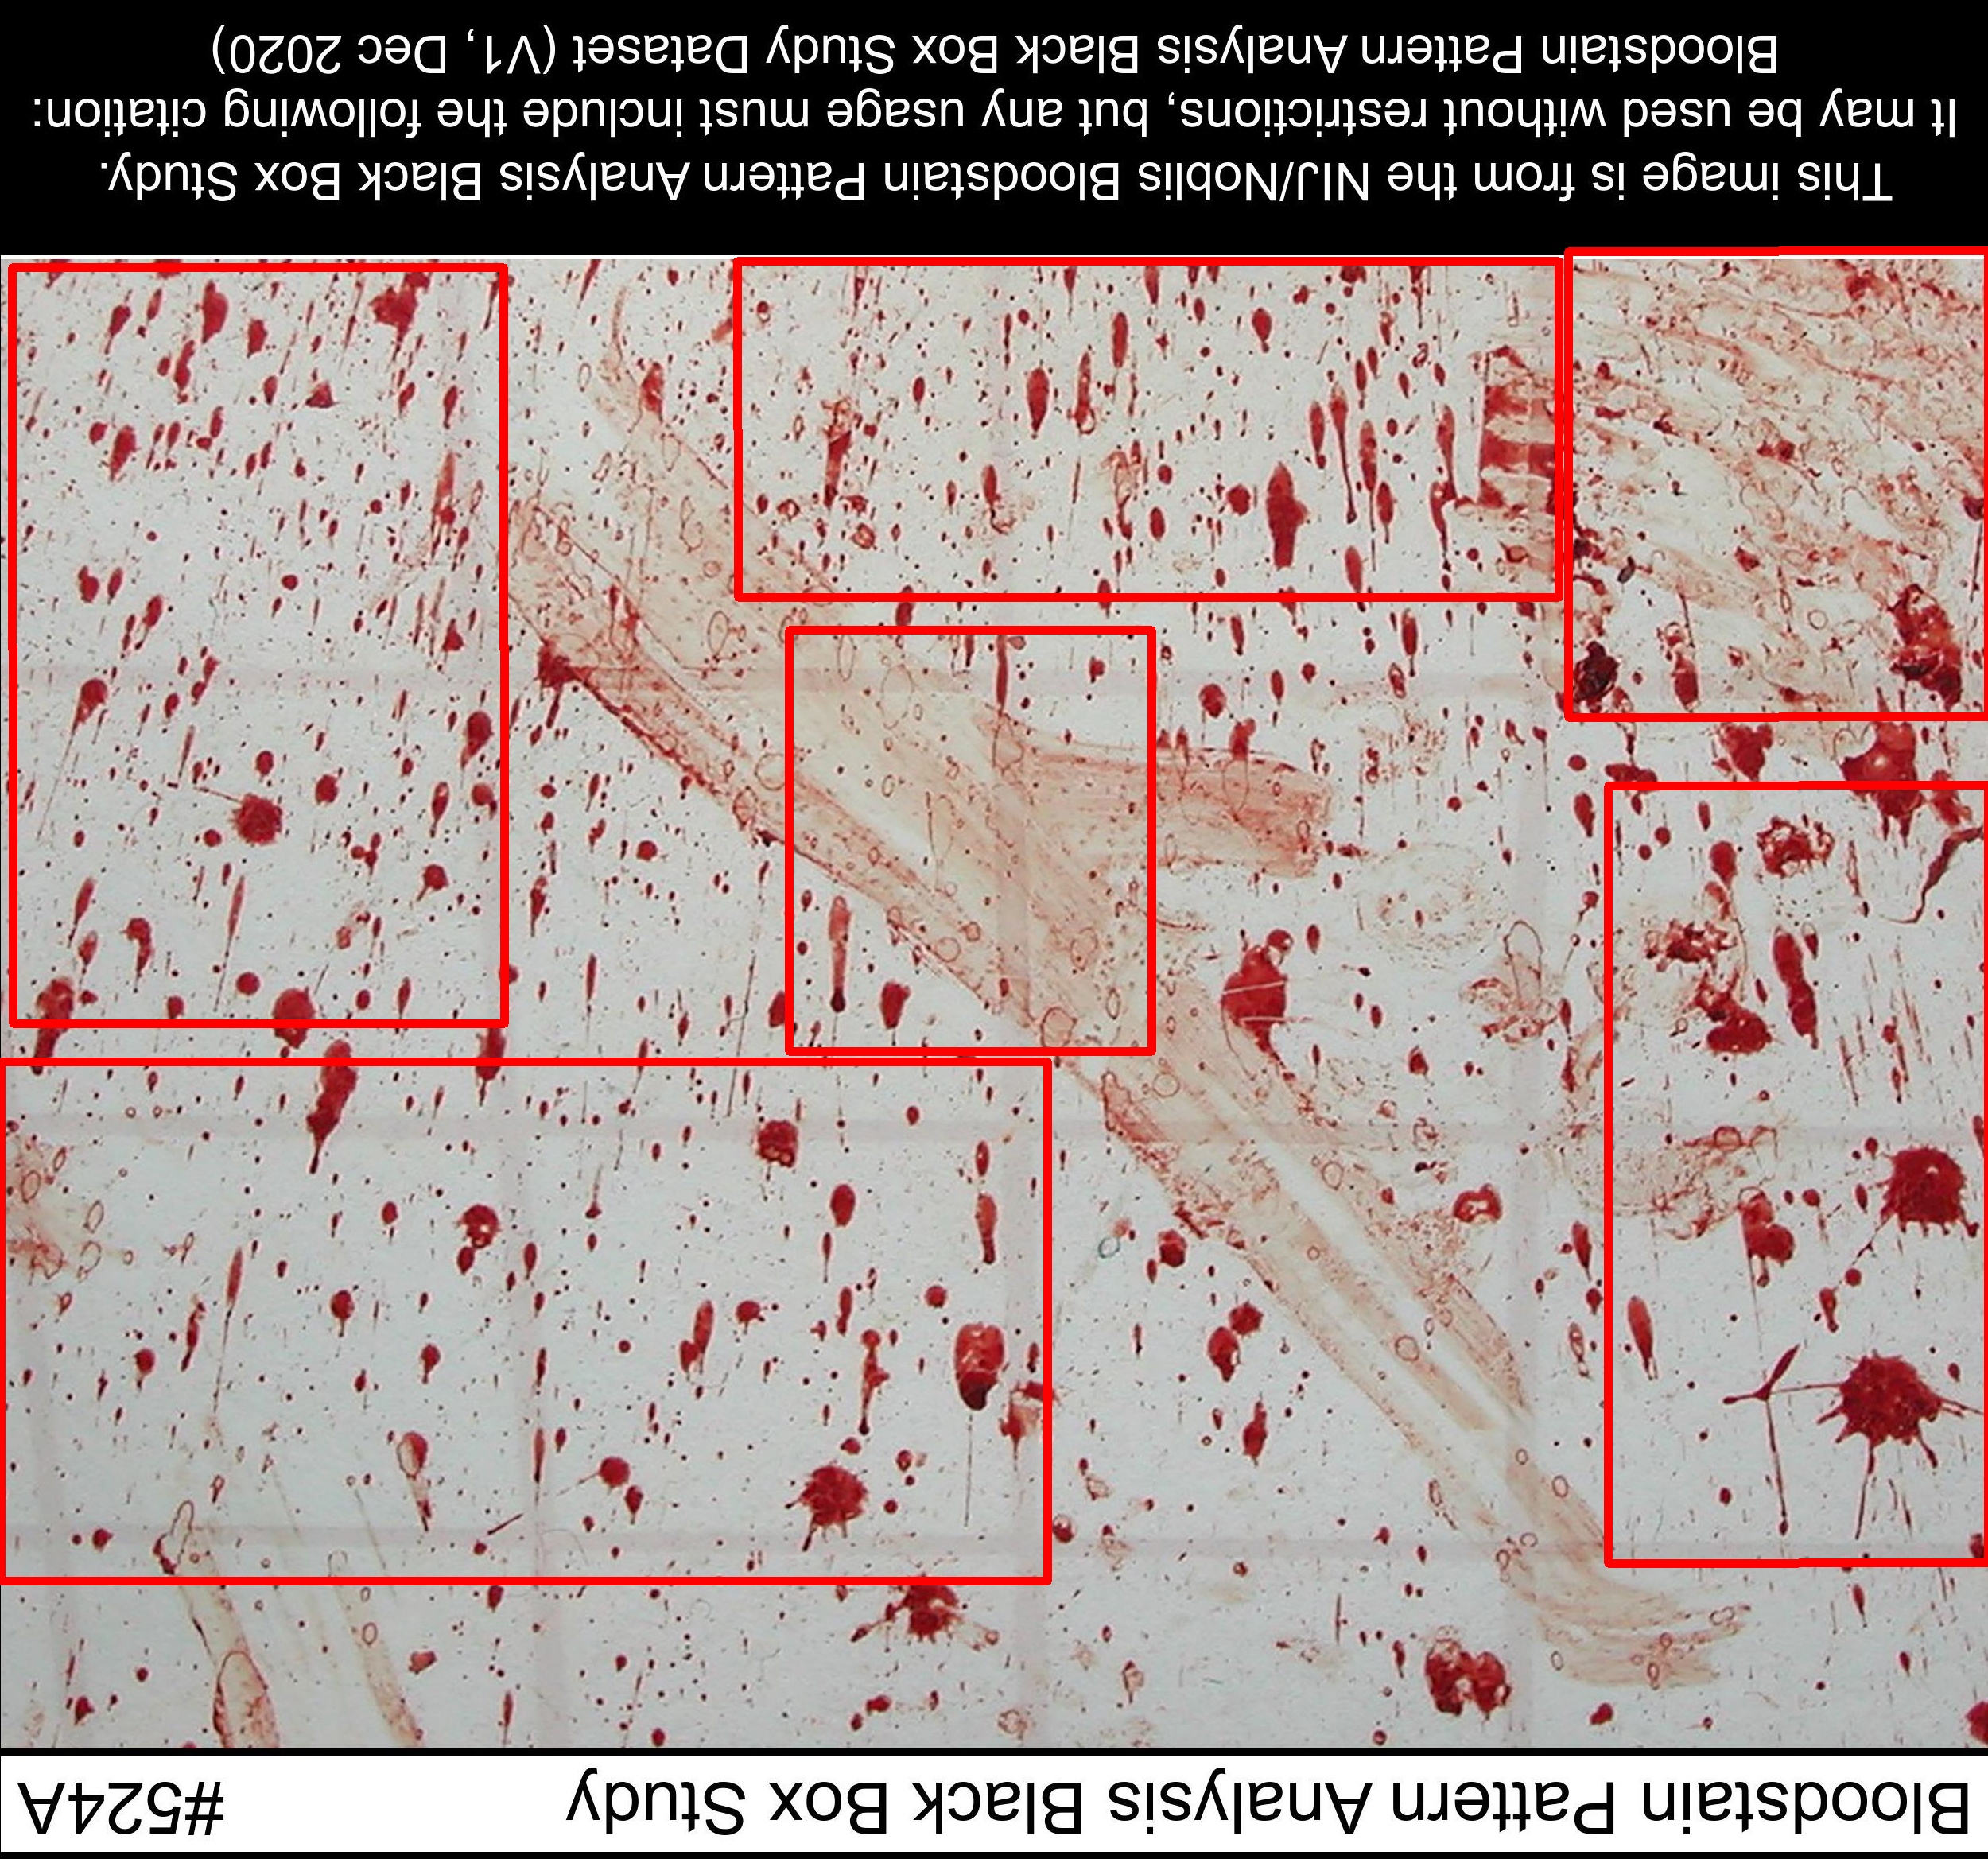 Bloodstain Pattern Analysis Black Box Study #524A
This image is from the NIJ/Noblis Bloodstain Pattern Analysis Black Box Study.
It may be used without restrictions, but any usage must include the following citation:
Bloodstain Pattern Analysis Black Box Study Dataset (V1, Dec 2020)